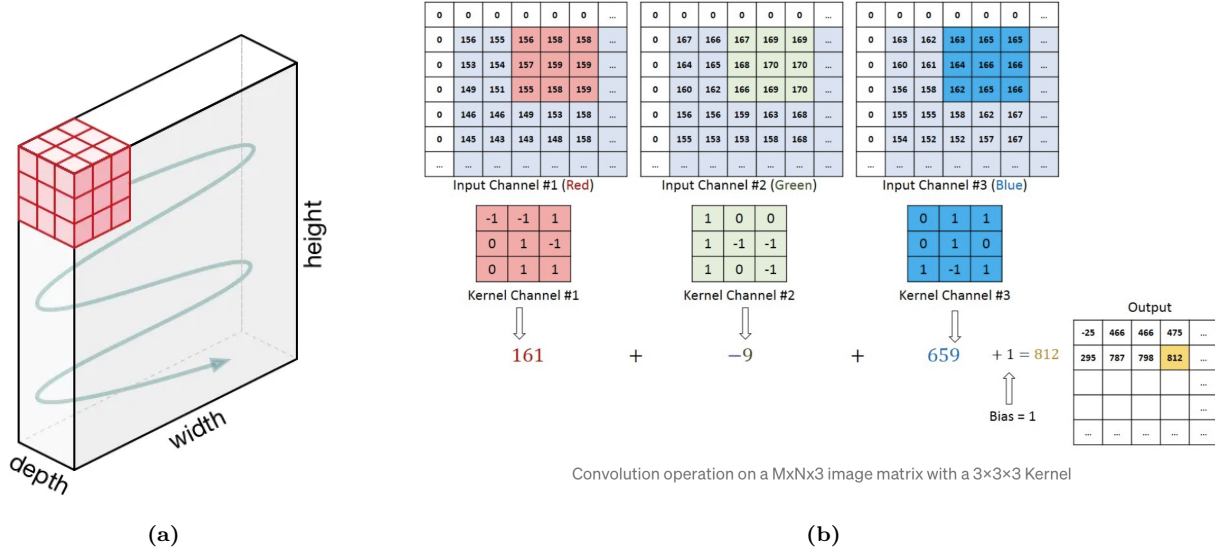 height
width
depth
(a)
0 0 0 0 0 0 ...
0 156 155 156 158 158 ...
0 153 154 157 159 159 ...
0 149 151 155 158 159 ...
0 146 146 149 153 158 ...
0 145 143 143 148 158 ...
... ... ... ... ... ... ...
Input Channel #1 (Red)
0 0 0 0 0 0 ...
0 167 166 167 169 169 ...
0 164 165 168 170 170 ...
0 160 162 166 169 170 ...
0 156 156 159 163 168 ...
0 155 153 153 158 168 ...
... ... ... ... ... ... ...
Input Channel #2 (Green)
0 0 0 0 0 0 ...
0 163 162 163 165 165 ...
0 160 161 164 166 166 ...
0 156 158 162 165 166 ...
0 155 155 158 162 167 ...
0 154 152 152 157 167 ...
... ... ... ... ... ... ...
Input Channel #3 (Blue)
-1 -1 1
0 1 -1
0 1 1
Kernel Channel #1
1 0 0
1 -1 -1
1 0 -1
Kernel Channel #2
0 1 1
0 1 0
1 -1 1
Kernel Channel #3
161 + −9 + 659 + 1 = 812
Bias = 1
Output
-25 466 466 475 ...
295 787 798 812 ...
...
...
... ... ... ... ...
Convolution operation on a MxNx3 image matrix with a 3×3×3 Kernel
(b)